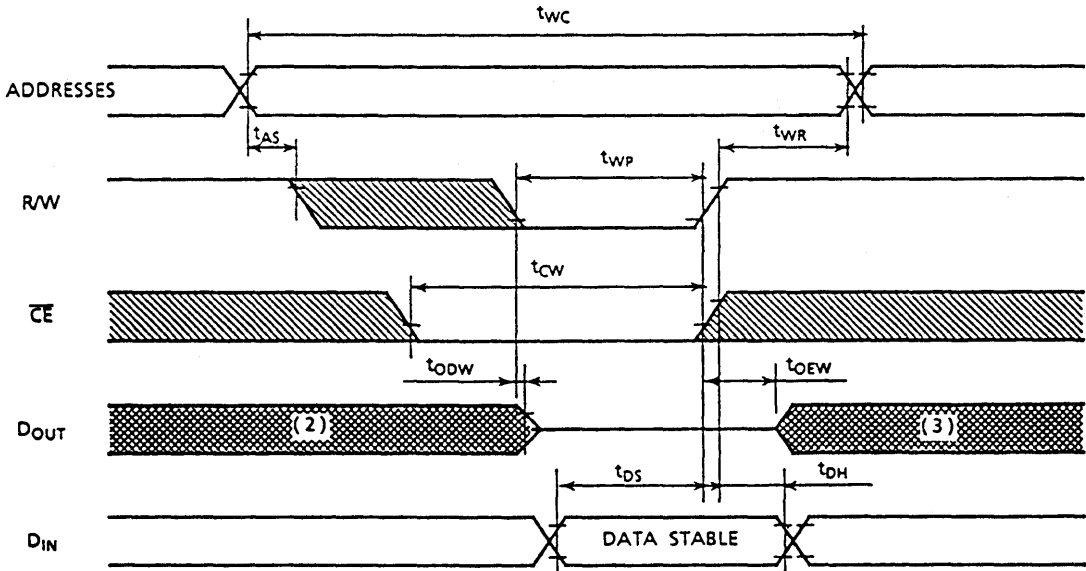 tWC
ADDRESSES
tAS
tWR
tWP
R/W
tCW
CE
tODW
tOEW
DOUT
(2)
(3)
tDS
tDH
DIN
DATA STABLE